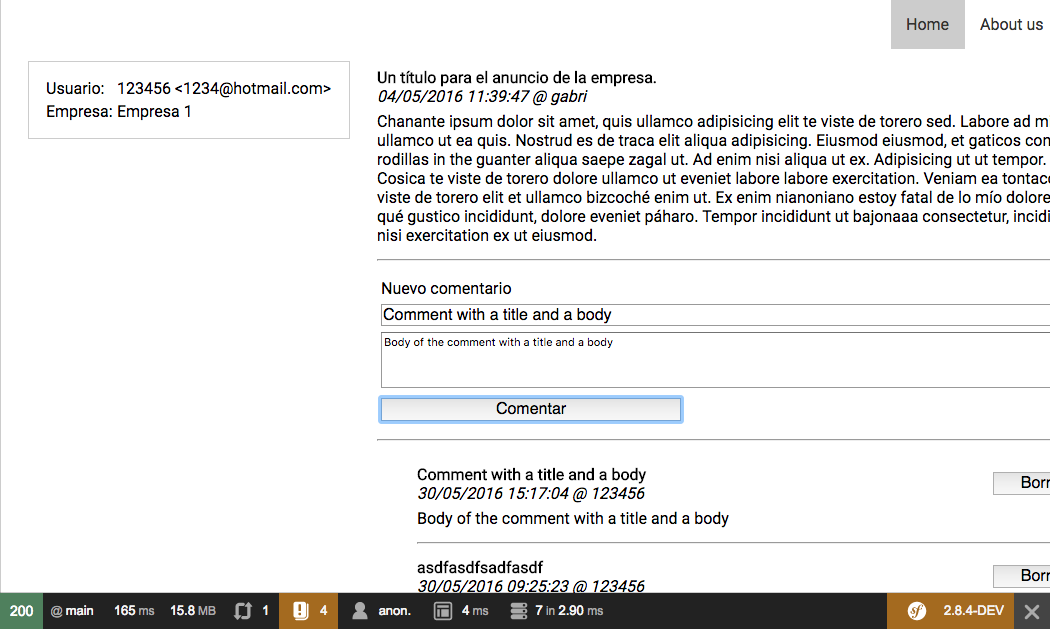 Home About us
Usuario: 123456 <1234@hotmail.com>
Empresa: Empresa 1
Un título para el anuncio de la empresa.
04/05/2016 11:39:47 @ gabri
Chanante ipsum dolor sit amet, quis ullamco adipisicing elit te viste de torero sed. Labore ad m
ullamco ut ea quis. Nostrud es de traca elit aliqua adipisicing. Eiusmod eiusmod, et gaticos con
rodillas in the guanter aliqua saepe zagal ut. Ad enim nisi aliqua ut ex. Adipisicing ut ut tempor.
Cosica te viste de torero dolore ullamco ut eveniet labore labore exercitation. Veniam ea tontaco
viste de torero elit et ullamco bizcoché enim ut. Ex enim nianoniano estoy fatal de lo mío dolore
qué gustico incididunt, dolore eveniet páharo. Tempor incididunt ut bajonaaa consectetur, incidi
nisi exercitation ex ut eiusmod.
Nuevo comentario
Comment with a title and a body
Body of the comment with a title and a body
Comentar
Comment with a title and a body
30/05/2016 15:17:04 @ 123456
Borr
Body of the comment with a title and a body
asdfasdfsadfasdf
30/05/2016 09:25:23 @ 123456
Borr
200 @ main 165 ms 15.8 MB 1 4 anon. 4 ms 7 in 2.90 ms sf 2.8.4-DEV